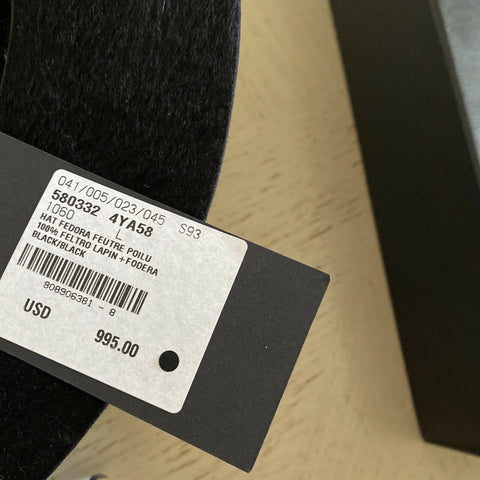 041/005/023/045 S93
580332 4YA58
1060 L
HAT FEDORA FEUTRE POILU
100% FELTRO LAPIN+FODERA
BLACK/BLACK
808906381 - 8
USD 995.00